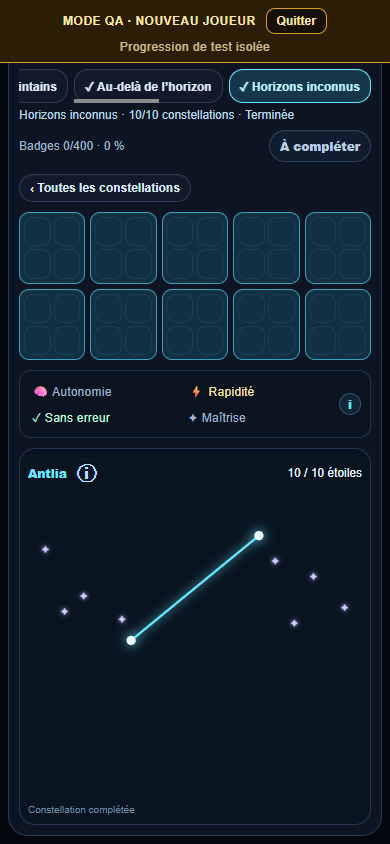 MODE QA · NOUVEAU JOUEUR Quitter
Progression de test isolée
intains ✓ Au-delà de l'horizon ✓ Horizons inconnus
Horizons inconnus · 10/10 constellations · Terminée
Badges 0/400 · 0 % À compléter
‹ Toutes les constellations
Autonomie Rapidité
✓ Sans erreur Maîtrise
i
Antlia i 10 / 10 étoiles
Constellation complétée